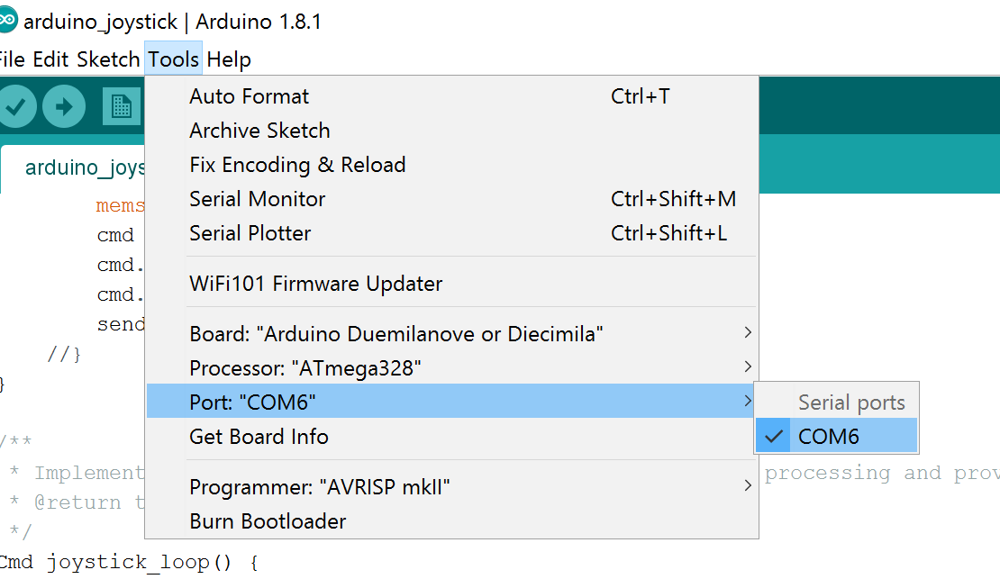 arduino_joystick | Arduino 1.8.1
File Edit Sketch Tools Help
Auto Format Ctrl+T
Archive Sketch
arduino_joys Fix Encoding & Reload
mems Serial Monitor Ctrl+Shift+M
cmd Serial Plotter Ctrl+Shift+L
cmd. WiFi101 Firmware Updater
cmd.
send Board: "Arduino Duemilanove or Diecimila"
//} Processor: "ATmega328"
} Port: "COM6" Serial ports
Get Board Info COM6
/**
* Implement processing and prov
* @return t Programmer: "AVRISP mkII"
*/ Burn Bootloader
Cmd joystick_loop() {